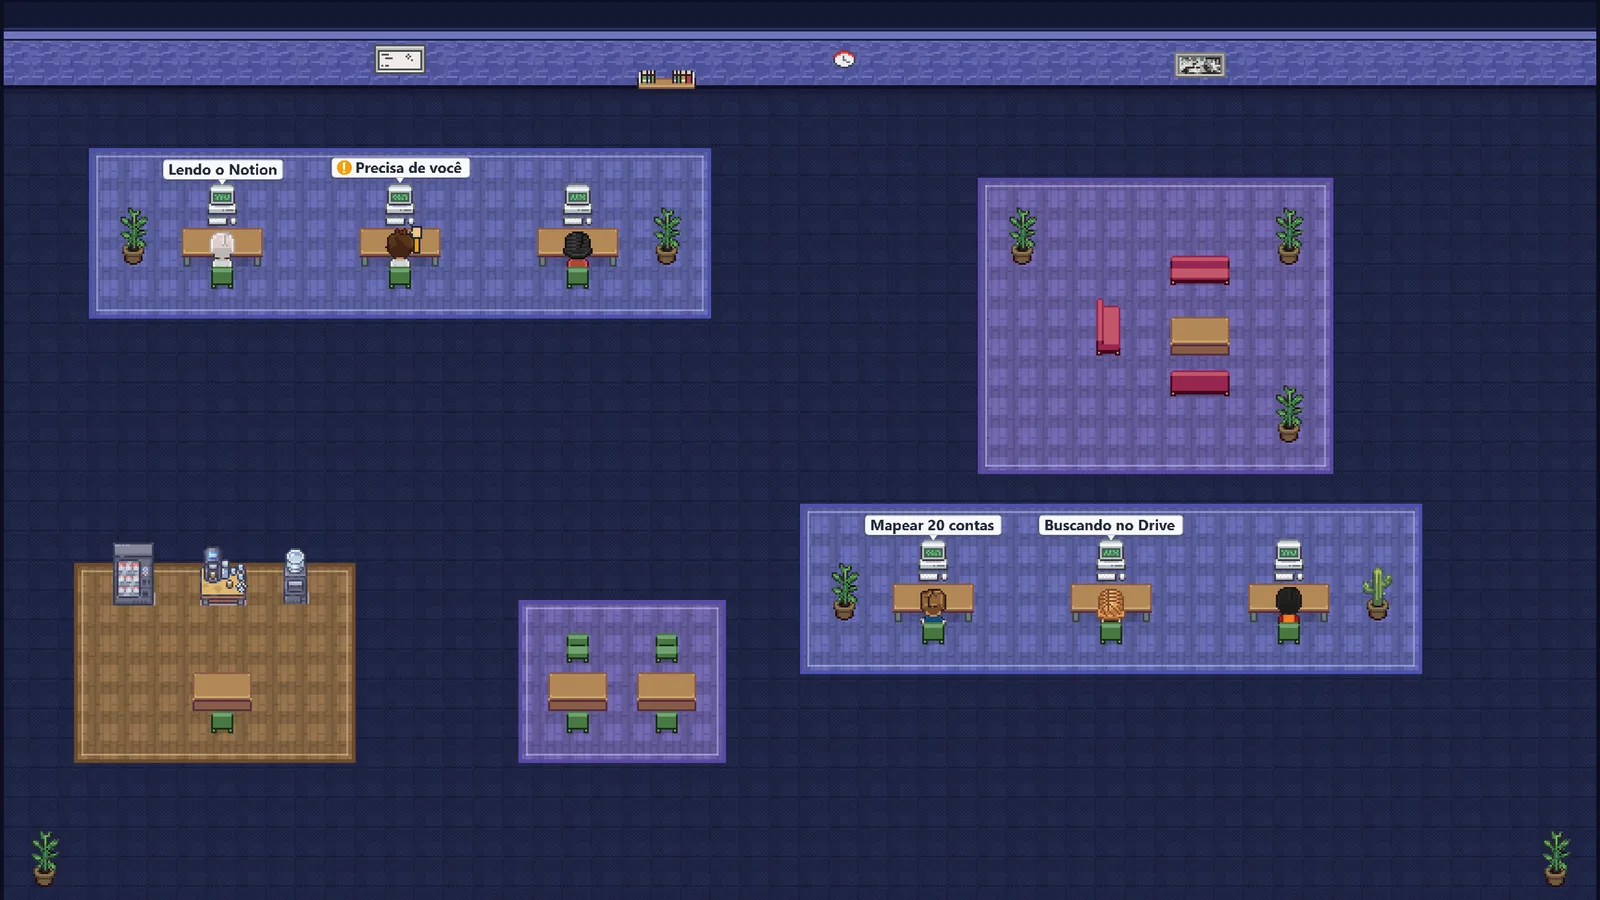 Lendo o Notion
Precisa de você
Mapear 20 contas
Buscando no Drive